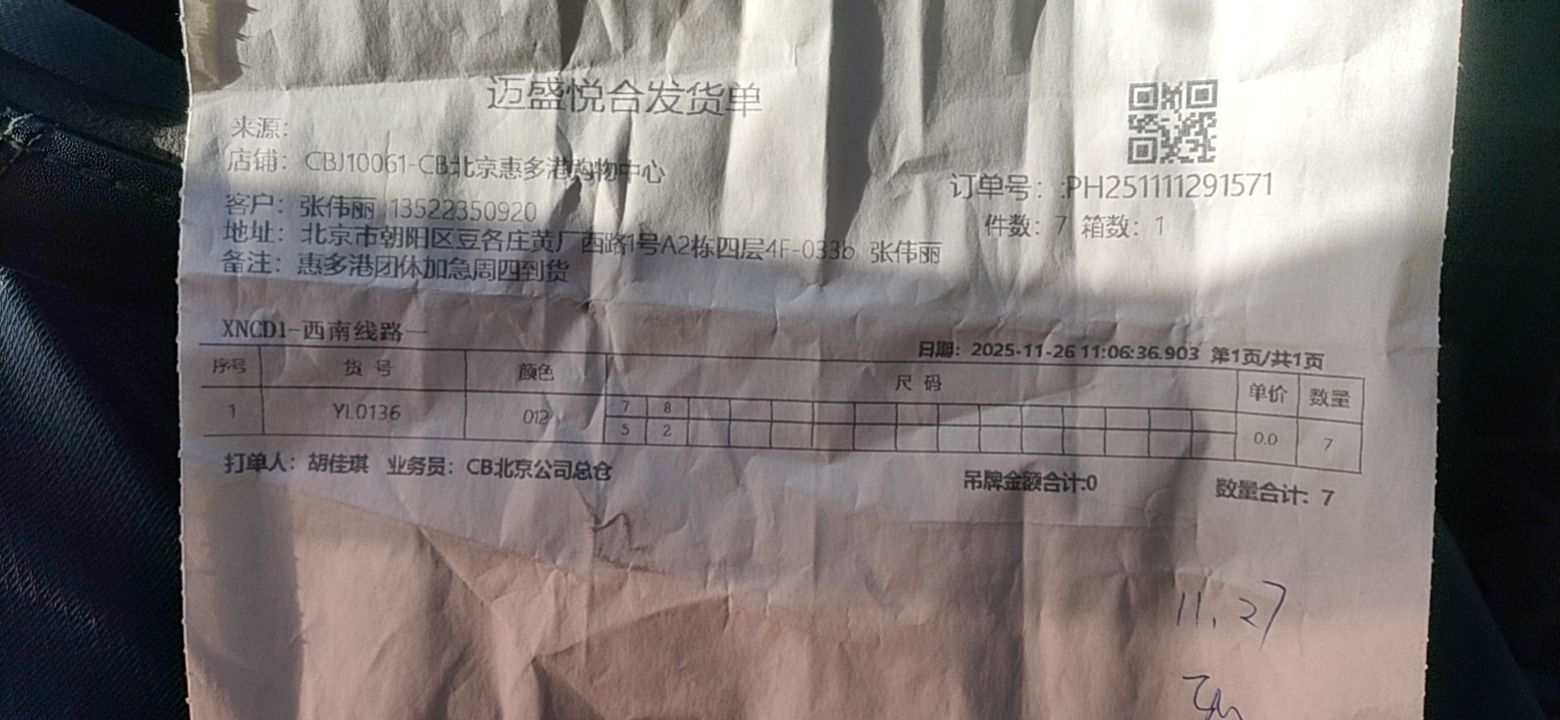 迈盛悦合发货单
来源：
店铺：CBJ10061-CB北京惠多港购物中心
订单号：:PH251111291571
客户：张伟丽 13522350920
件数：7 箱数：1
地址：北京市朝阳区豆各庄黄厂西路1号A2栋四层4F-033b 张伟丽
备注：惠多港团体加急周四到货
XNCD1-西南线路一
日期：2025-11-26 11:06:36.903 第1页/共1页
序号 货号 颜色 尺码 单价 数量
7 8
1 YL0136 012 0.0 7
5 2
打单人：胡佳琪 业务员：CB北京公司总仓 吊牌金额合计:0 数量合计：7
11.27